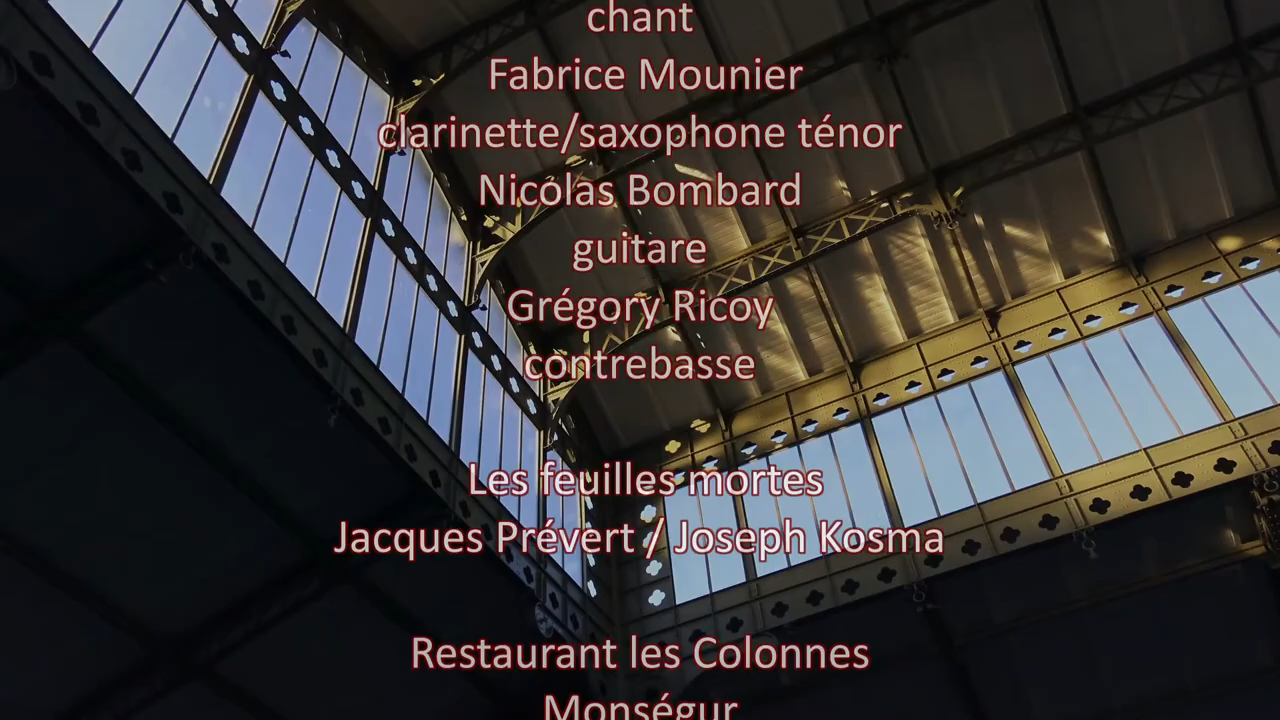 chant
Fabrice Mounier
clarinette/saxophone ténor
Nicolas Bombard
guitare
Grégory Ricoy
contrebasse
Les feuilles mortes
Jacques Prévert / Joseph Kosma
Restaurant les Colonnes
Monségur